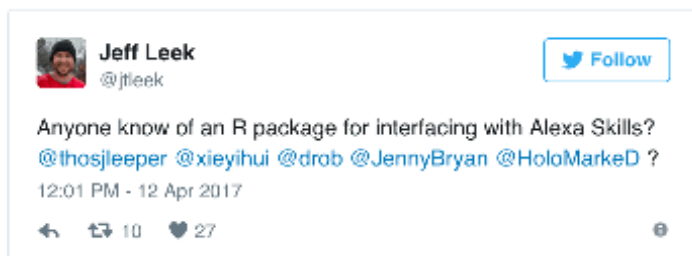 Jeff Leek
@jtleek
Follow
Anyone know of an R package for interfacing with Alexa Skills?
@thosjleeper @xieyihui @drob @JennyBryan @HoloMarkeD ?
12:01 PM - 12 Apr 2017
10 27